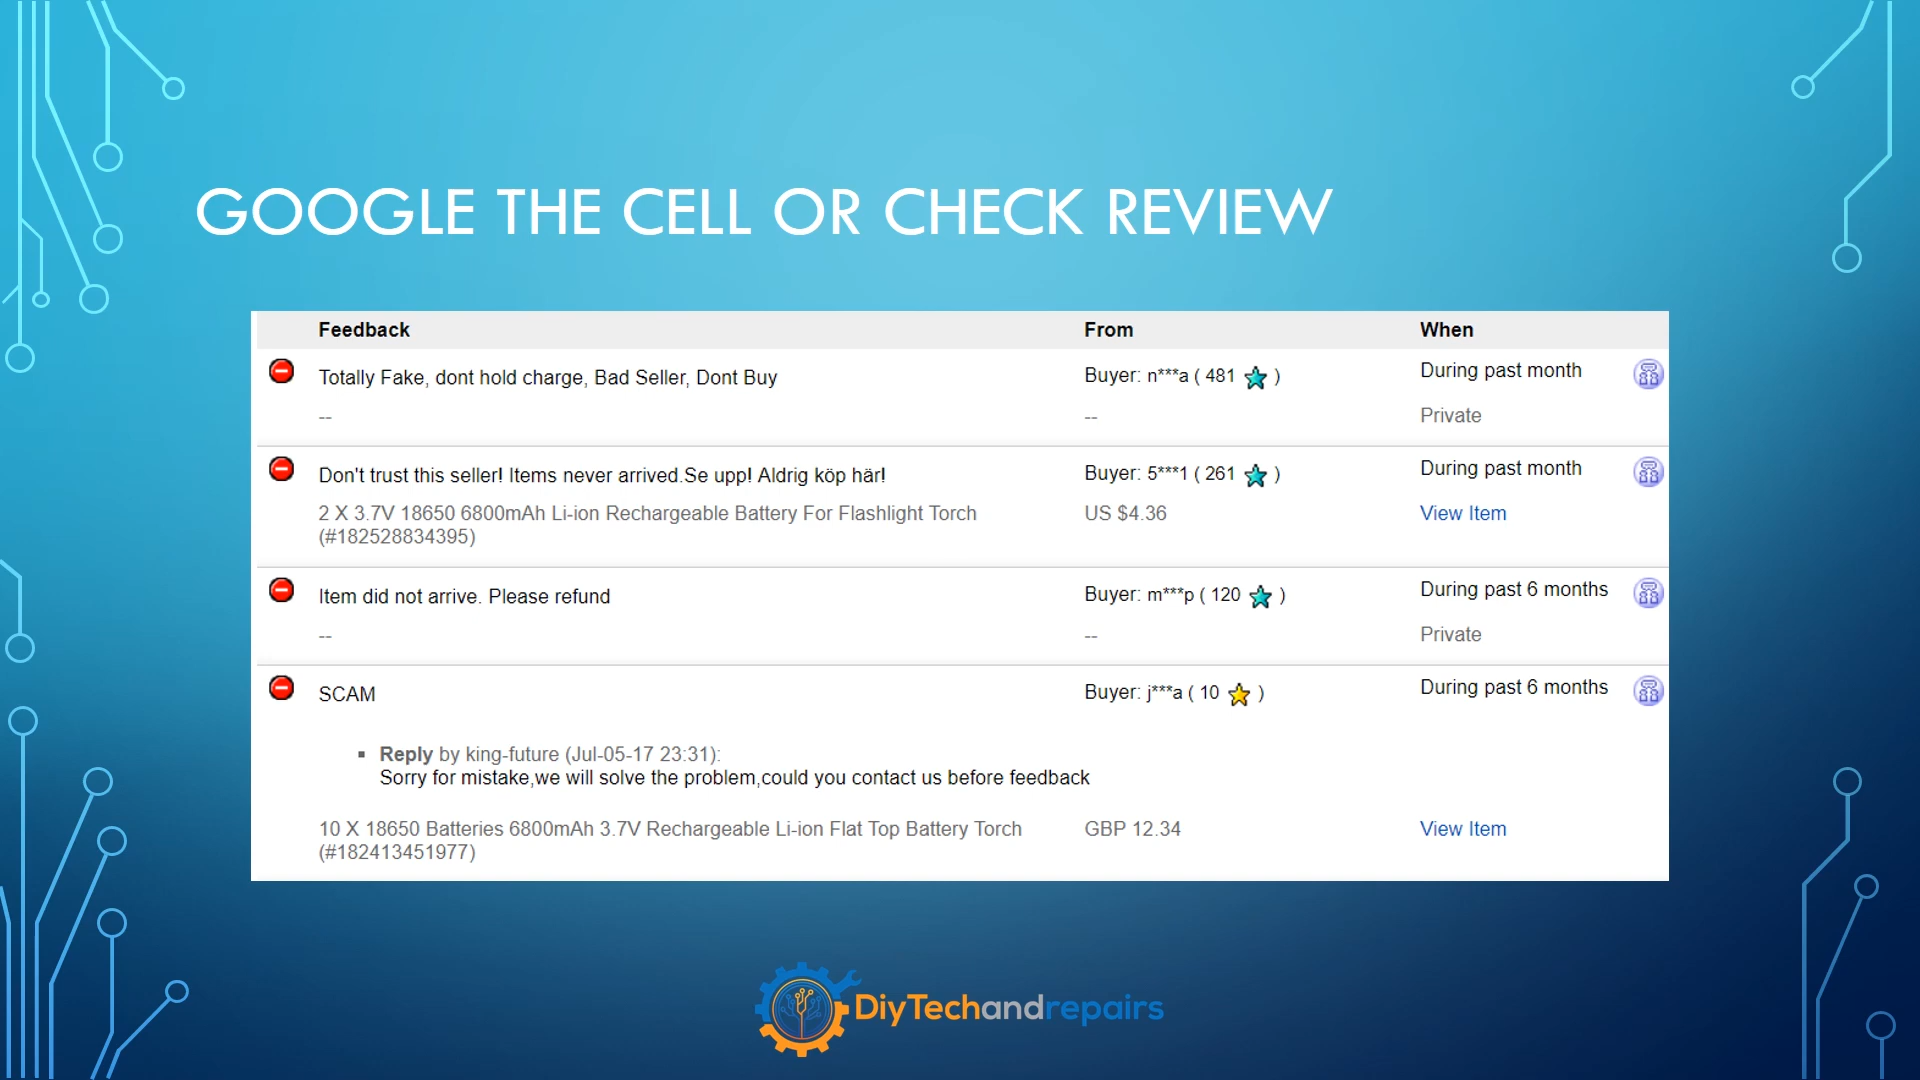 GOOGLE THE CELL OR CHECK REVIEW
Feedback From When
Totally Fake, dont hold charge, Bad Seller, Dont Buy Buyer: n***a ( 481 ) During past month
-- -- Private
Don't trust this seller! Items never arrived.Se upp! Aldrig köp här! Buyer: 5***1 ( 261 ) During past month
2 X 3.7V 18650 6800mAh Li-ion Rechargeable Battery For Flashlight Torch US $4.36 View Item
(#182528834395)
Item did not arrive. Please refund Buyer: m***p ( 120 ) During past 6 months
-- -- Private
SCAM Buyer: j***a ( 10 ) During past 6 months
Reply by king-future (Jul-05-17 23:31):
Sorry for mistake,we will solve the problem,could you contact us before feedback
10 X 18650 Batteries 6800mAh 3.7V Rechargeable Li-ion Flat Top Battery Torch GBP 12.34 View Item
(#182413451977)
DiyTechandrepairs